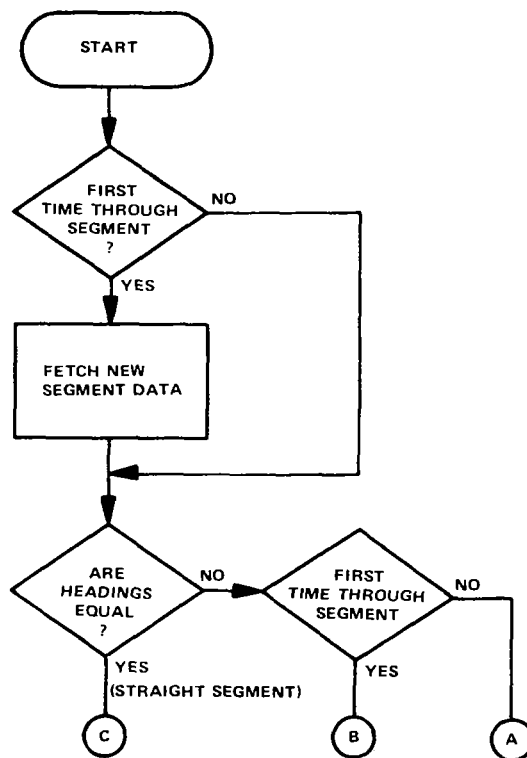 START
FIRST
TIME THROUGH
SEGMENT
?
NO
YES
FETCH NEW
SEGMENT DATA
ARE
HEADINGS
EQUAL
?
NO
YES
(STRAIGHT SEGMENT)
FIRST
TIME THROUGH
SEGMENT
NO
YES
C
B
A